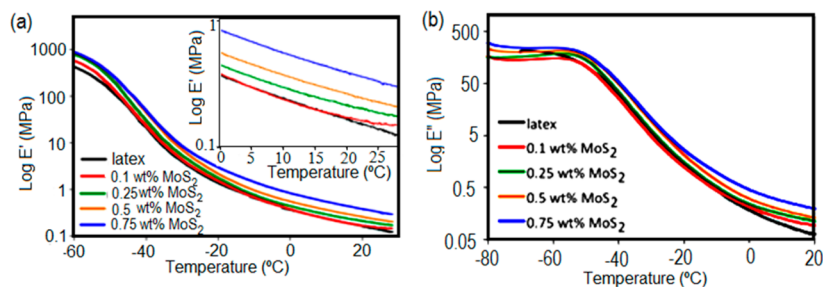 (a)
Log E' (MPa)
1000
100
10
1
0.1
-60
-40
-20
0
20
Temperature (ºC)
latex
0.1 wt% MoS2
0.25wt% MoS2
0.5 wt% MoS2
0.75 wt% MoS2
Log E' (MPa)
1
0.1
0
5
10
15
20
25
Temperature (ºC)
(b)
Log E" (MPa)
500
50
5
0.5
0.05
-80
-60
-40
-20
0
20
Temperature (ºC)
latex
0.1 wt% MoS2
0.25 wt% MoS2
0.5 wt% MoS2
0.75 wt% MoS2